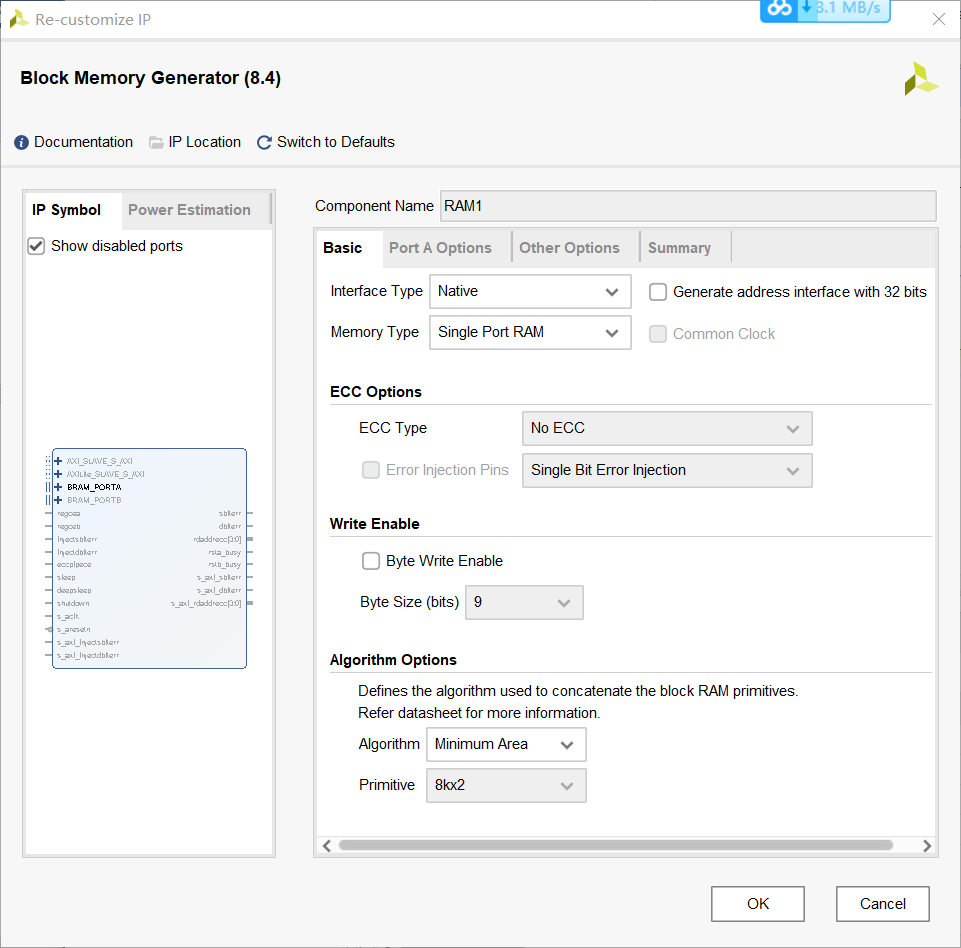 Re-customize IP
3.1 MB/s
Block Memory Generator (8.4)
Documentation IP Location Switch to Defaults
IP Symbol Power Estimation
Show disabled ports
AXI_SLAVE_S_AXI
AXILite_SLAVE_S_AXI
BRAM_PORTA
BRAM_PORTB
regcea sbiterr
regceb dbiterr
injectsbiterr rdaddrecc[0:0]
injectdbiterr rsta_busy
eccpipece rstb_busy
sleep s_axi_sbiterr
deepsleep s_axi_dbiterr
shutdown s_axi_rdaddrecc[0:0]
s_aclk
s_aresetn
s_axi_injectsbiterr
s_axi_injectdbiterr
Component Name RAM1
Basic Port A Options Other Options Summary
Interface Type Native Generate address interface with 32 bits
Memory Type Single Port RAM Common Clock
ECC Options
ECC Type No ECC
Error Injection Pins Single Bit Error Injection
Write Enable
Byte Write Enable
Byte Size (bits) 9
Algorithm Options
Defines the algorithm used to concatenate the block RAM primitives.
Refer datasheet for more information.
Algorithm Minimum Area
Primitive 8kx2
OK Cancel